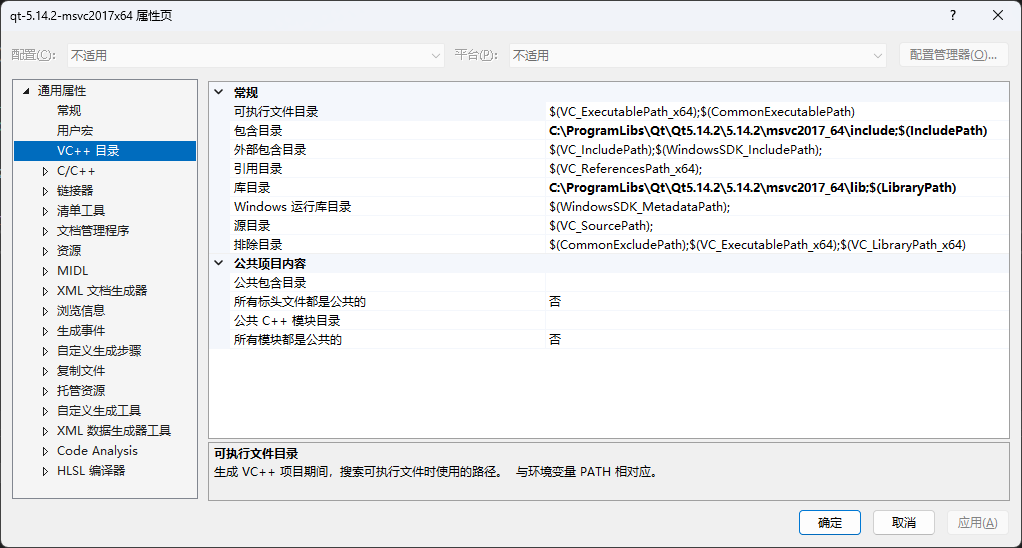 qt-5.14.2-msvc2017x64 属性页
配置(C): 不适用 平台(P): 不适用 配置管理器(O)...
通用属性
常规
用户宏
VC++ 目录
C/C++
链接器
清单工具
文档管理程序
资源
MIDL
XML 文档生成器
浏览信息
生成事件
自定义生成步骤
复制文件
托管资源
自定义生成工具
XML 数据生成器工具
Code Analysis
HLSL 编译器
常规
可执行文件目录 $(VC_ExecutablePath_x64);$(CommonExecutablePath)
包含目录 C:\ProgramLibs\Qt\Qt5.14.2\5.14.2\msvc2017_64\include;$(IncludePath)
外部包含目录 $(VC_IncludePath);$(WindowsSDK_IncludePath);
引用目录 $(VC_ReferencesPath_x64);
库目录 C:\ProgramLibs\Qt\Qt5.14.2\5.14.2\msvc2017_64\lib;$(LibraryPath)
Windows 运行库目录 $(WindowsSDK_MetadataPath);
源目录 $(VC_SourcePath);
排除目录 $(CommonExcludePath);$(VC_ExecutablePath_x64);$(VC_LibraryPath_x64)
公共项目内容
公共包含目录
所有标头文件都是公共的 否
公共 C++ 模块目录
所有模块都是公共的 否
可执行文件目录
生成 VC++ 项目期间，搜索可执行文件时使用的路径。 与环境变量 PATH 相对应。
确定 取消 应用(A)